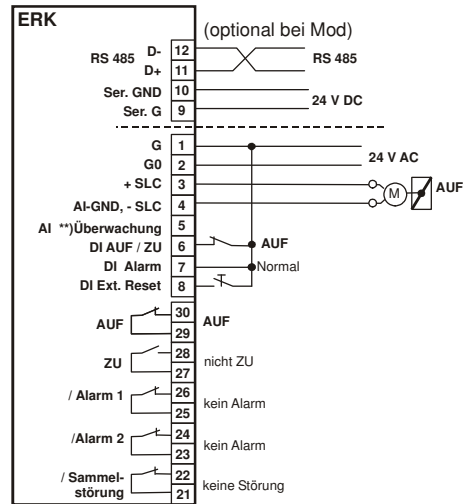 ERK
(optional bei Mod)
RS 485 D- 12 RS 485
D+ 11
Ser. GND 10 24 V DC
Ser. G 9
G 1 24 V AC
G0 2
+ SLC 3 M AUF
AI-GND, - SLC 4
AI **)Überwachung 5
DI AUF / ZU 6 AUF
DI Alarm 7 Normal
DI Ext. Reset 8
AUF 30 AUF
29
ZU 28 nicht ZU
27
/ Alarm 1 26 kein Alarm
25
/Alarm 2 24 kein Alarm
23
/ Sammel- 22 keine Störung
störung 21